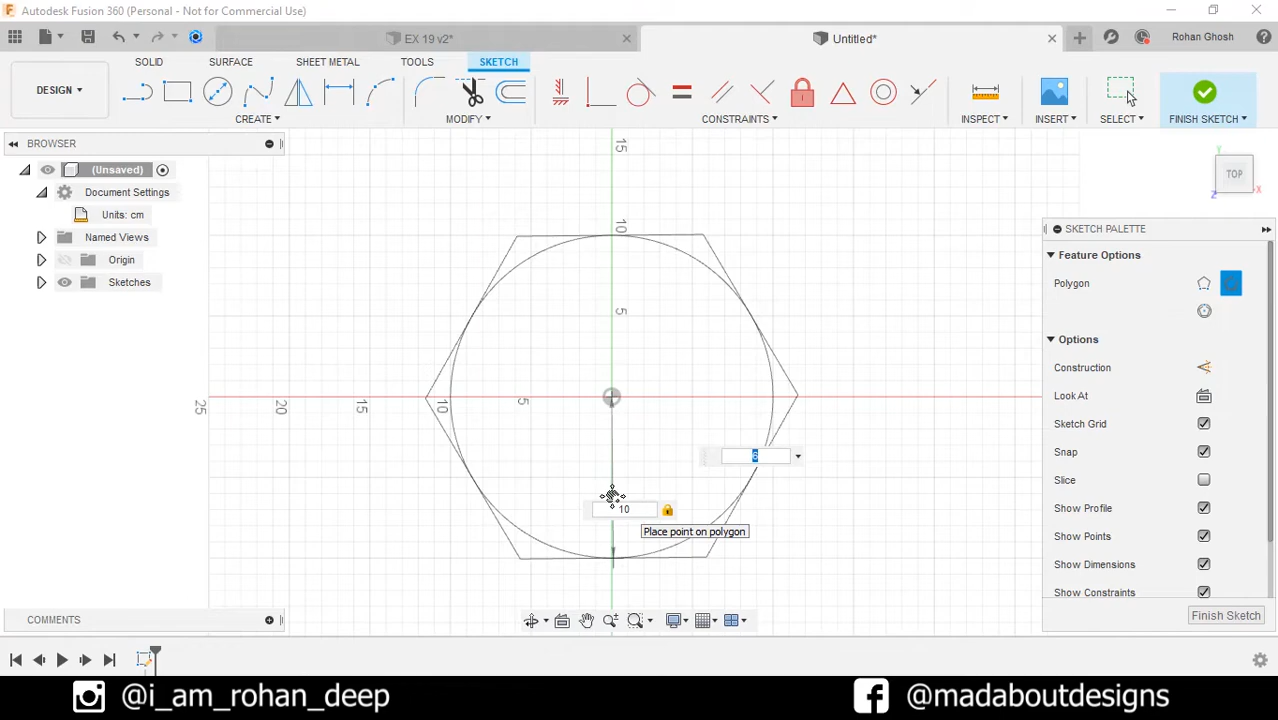 Autodesk Fusion 360 (Personal - Not for Commercial Use)
EX 19 v2*
Untitled*
Rohan Ghosh
SOLID SURFACE SHEET METAL TOOLS SKETCH
DESIGN
CREATE MODIFY CONSTRAINTS INSPECT INSERT SELECT FINISH SKETCH
BROWSER
(Unsaved)
Document Settings
Units: cm
Named Views
Origin
Sketches
15
10
5
25
20
15
10
5
6
10
Place point on polygon
Y
TOP
X
Z
SKETCH PALETTE
Feature Options
Polygon
Options
Construction
Look At
Sketch Grid
Snap
Slice
Show Profile
Show Points
Show Dimensions
Show Constraints
Finish Sketch
COMMENTS
@i_am_rohan_deep
@madaboutdesigns